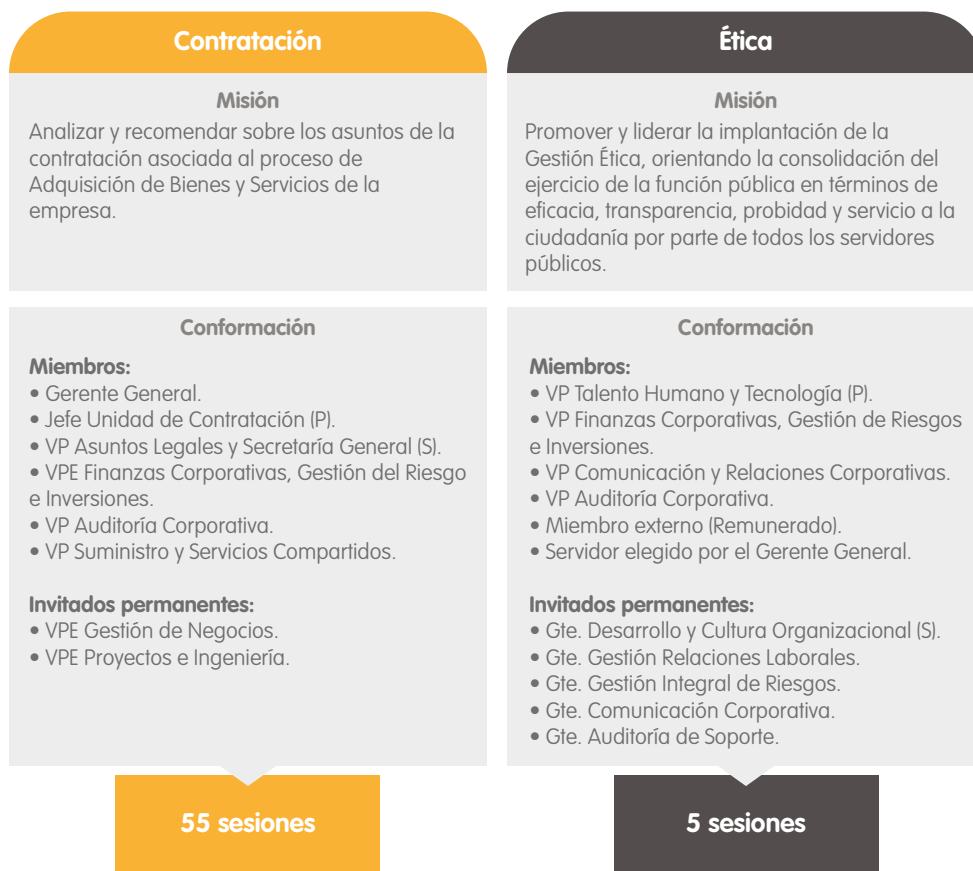 Contratación
Misión
Analizar y recomendar sobre los asuntos de la
contratación asociada al proceso de
Adquisición de Bienes y Servicios de la
empresa.
Conformación
Miembros:
• Gerente General.
• Jefe Unidad de Contratación (P).
• VP Asuntos Legales y Secretaría General (S).
• VPE Finanzas Corporativas, Gestión del Riesgo
e Inversiones.
• VP Auditoría Corporativa.
• VP Suministro y Servicios Compartidos.
Invitados permanentes:
• VPE Gestión de Negocios.
• VPE Proyectos e Ingeniería.
55 sesiones
Ética
Misión
Promover y liderar la implantación de la
Gestión Ética, orientando la consolidación del
ejercicio de la función pública en términos de
eficacia, transparencia, probidad y servicio a la
ciudadanía por parte de todos los servidores
públicos.
Conformación
Miembros:
• VP Talento Humano y Tecnología (P).
• VP Finanzas Corporativas, Gestión de Riesgos
e Inversiones.
• VP Comunicación y Relaciones Corporativas.
• VP Auditoría Corporativa.
• Miembro externo (Remunerado).
• Servidor elegido por el Gerente General.
Invitados permanentes:
• Gte. Desarrollo y Cultura Organizacional (S).
• Gte. Gestión Relaciones Laborales.
• Gte. Gestión Integral de Riesgos.
• Gte. Comunicación Corporativa.
• Gte. Auditoría de Soporte.
5 sesiones